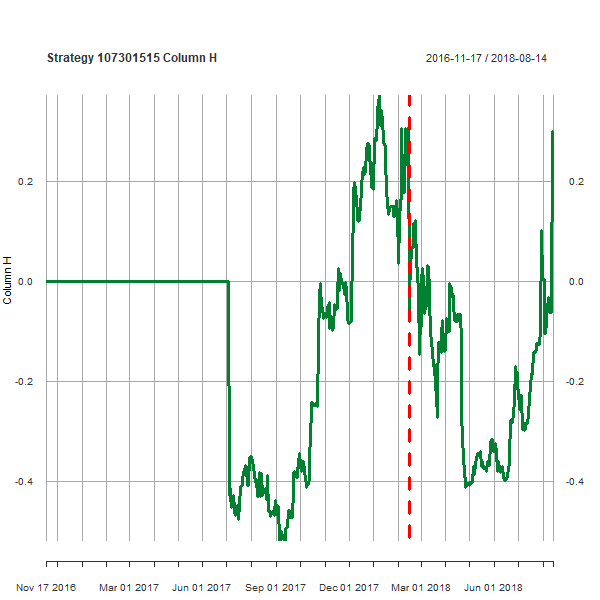 Strategy 107301515 Column H 2016-11-17 / 2018-08-14
0.2 0.2
0.0 0.0
-0.2 -0.2
-0.4 -0.4
Column H
Nov 17 2016 Mar 01 2017 Jun 01 2017 Sep 01 2017 Dec 01 2017 Mar 01 2018 Jun 01 2018